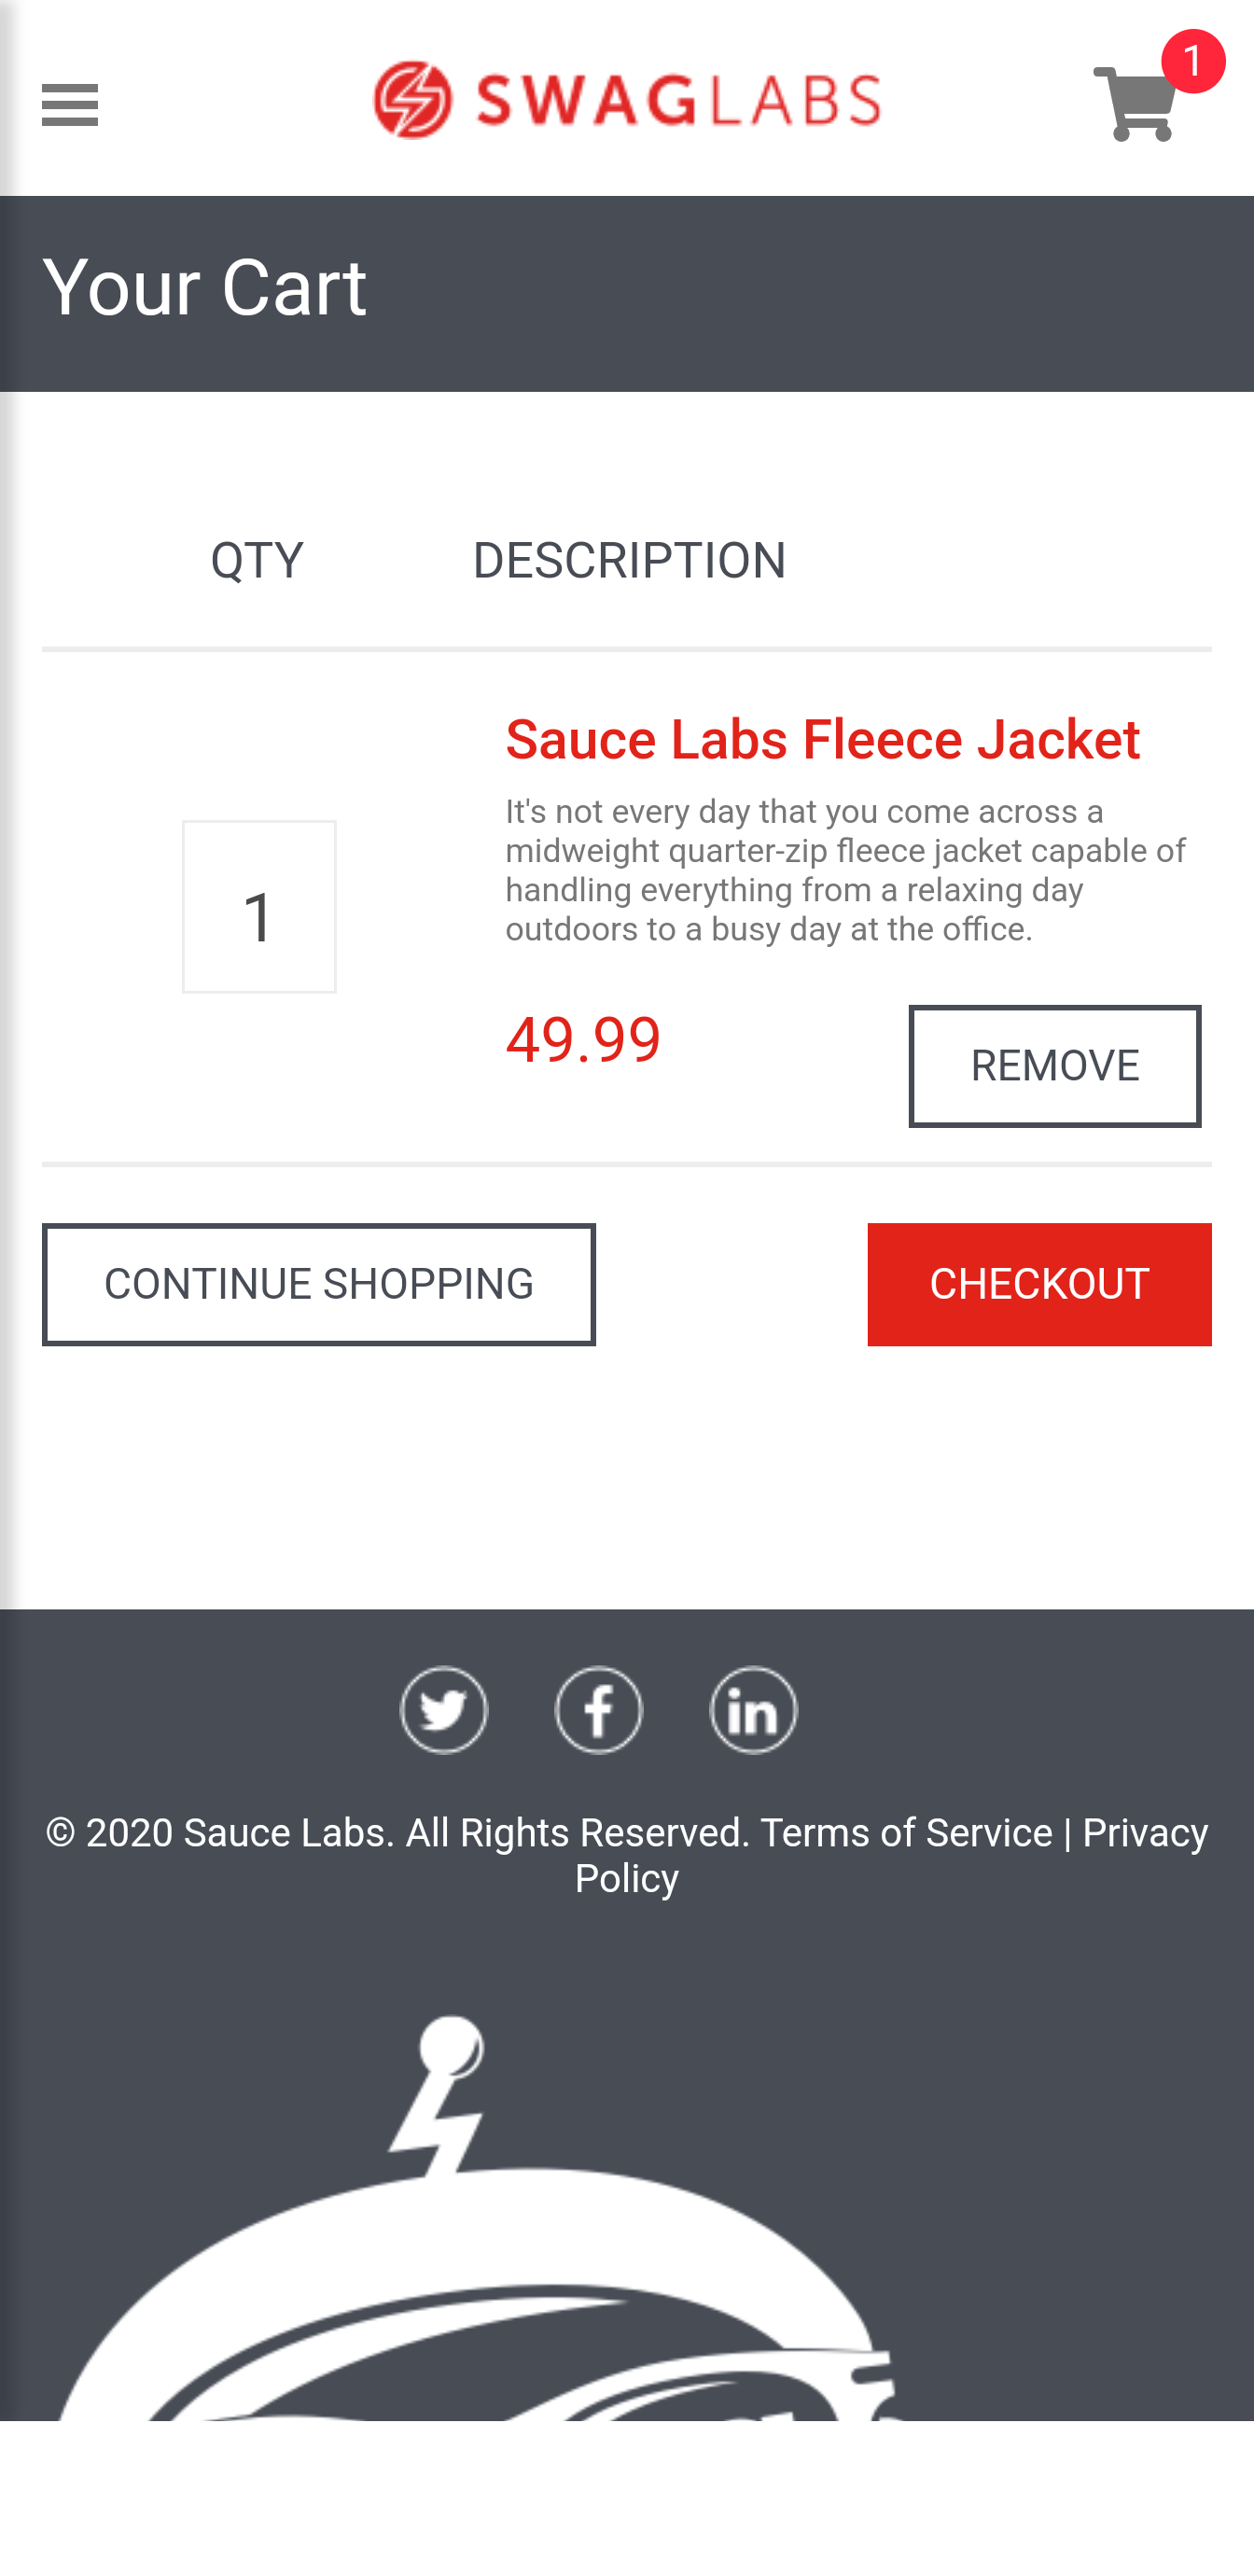 SWAGLABS
1
Your Cart
QTY DESCRIPTION
Sauce Labs Fleece Jacket
It's not every day that you come across a
midweight quarter-zip fleece jacket capable of
handling everything from a relaxing day
outdoors to a busy day at the office.
1
49.99
REMOVE
CONTINUE SHOPPING
CHECKOUT
© 2020 Sauce Labs. All Rights Reserved. Terms of Service | Privacy
Policy